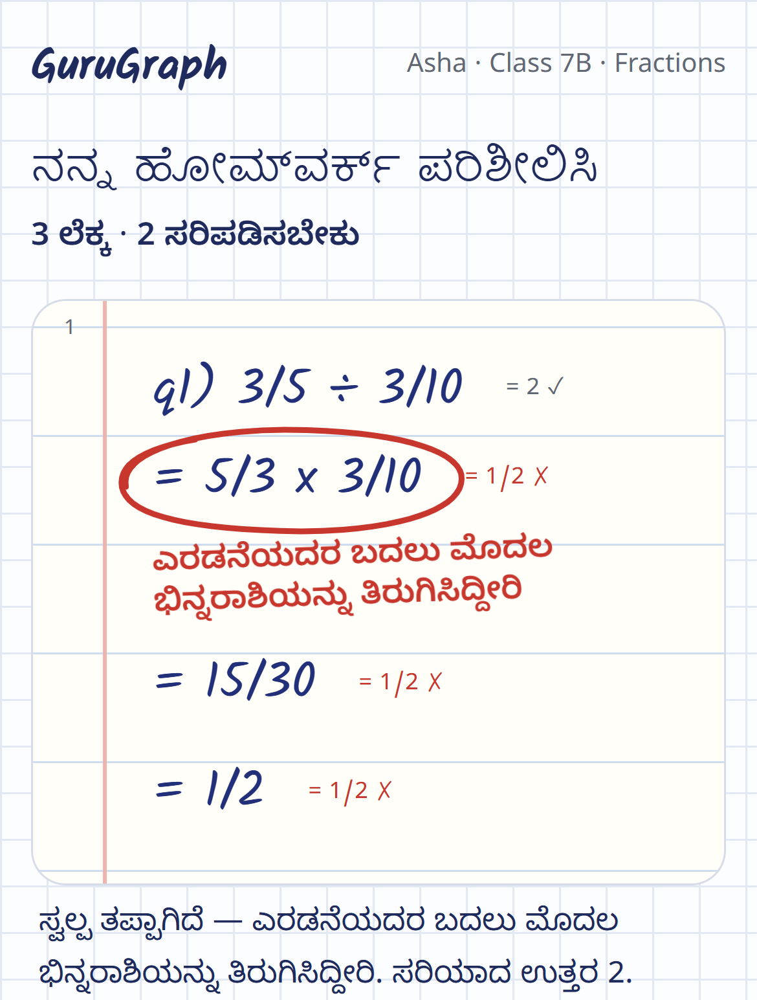 GuruGraph
Asha · Class 7B · Fractions
ನನ್ನ ಹೋಮ್‌ವರ್ಕ್ ಪರಿಶೀಲಿಸಿ
3 ಲೆಕ್ಕ · 2 ಸರಿಪಡಿಸಬೇಕು
1
q1) 3/5 ÷ 3/10 = 2 ✓
= 5/3 x 3/10 = 1/2 ✗
ಎರಡನೆಯದರ ಬದಲು ಮೊದಲ
ಭಿನ್ನರಾಶಿಯನ್ನು ತಿರುಗಿಸಿದ್ದೀರಿ
= 15/30 = 1/2 ✗
= 1/2 = 1/2 ✗
ಸ್ವಲ್ಪ ತಪ್ಪಾಗಿದೆ — ಎರಡನೆಯದರ ಬದಲು ಮೊದಲ
ಭಿನ್ನರಾಶಿಯನ್ನು ತಿರುಗಿಸಿದ್ದೀರಿ. ಸರಿಯಾದ ಉತ್ತರ 2.